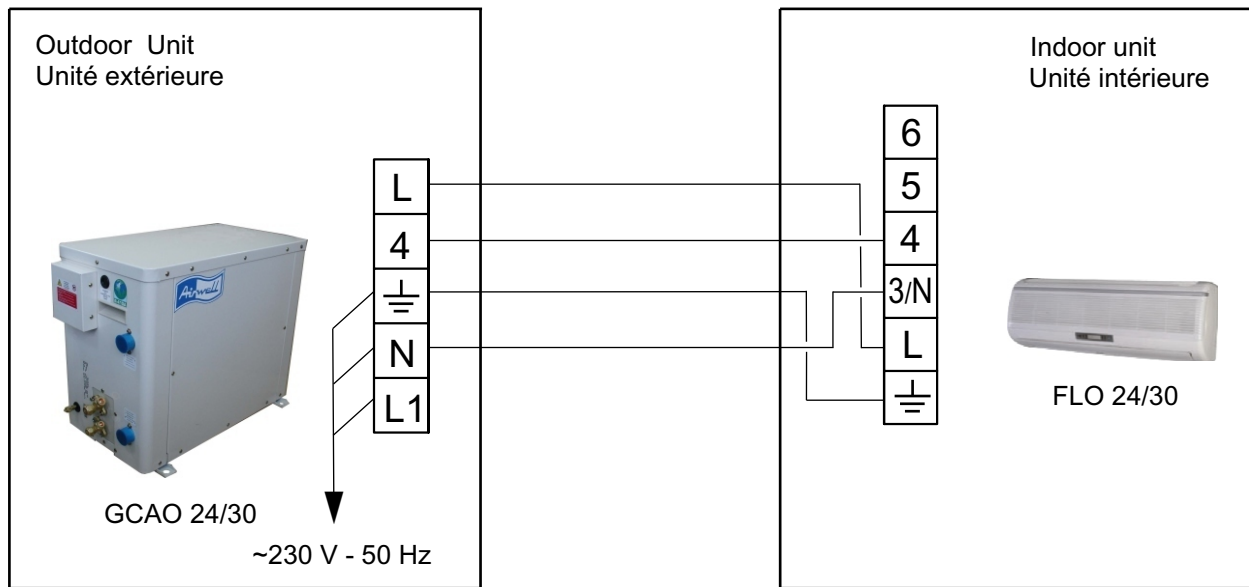 Outdoor Unit
Unité extérieure
L
4
N
L1
Airwell
GCAO 24/30
~230 V - 50 Hz
Indoor unit
Unité intérieure
6
5
4
3/N
L
FLO 24/30